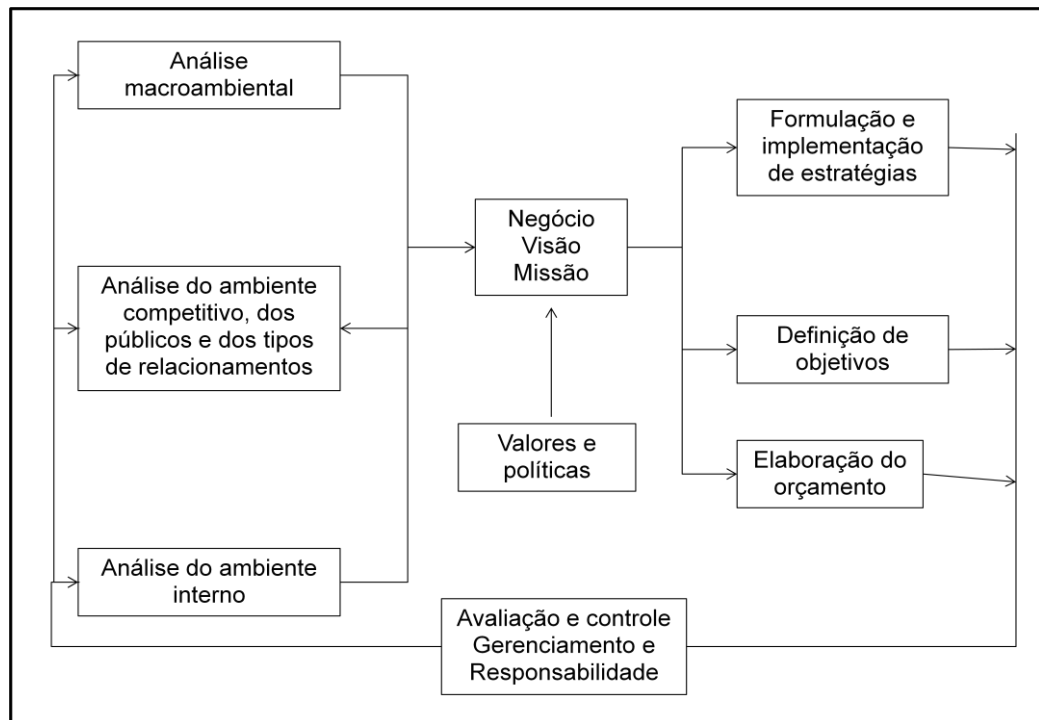 Análise
macroambiental
Análise do ambiente
competitivo, dos
públicos e dos tipos
de relacionamentos
Análise do ambiente
interno
Negócio
Visão
Missão
Valores e
políticas
Formulação e
implementação
de estratégias
Definição de
objetivos
Elaboração do
orçamento
Avaliação e controle
Gerenciamento e
Responsabilidade